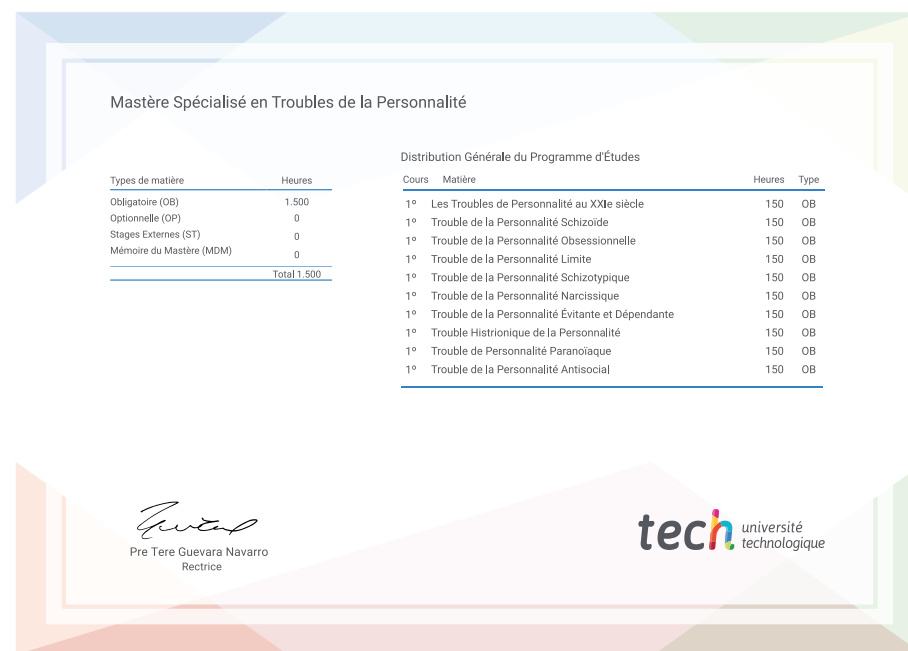 Mastère Spécialisé en Troubles de la Personnalité
Types de matière Heures
Obligatoire (OB) 1.500
Optionnelle (OP) 0
Stages Externes (ST) 0
Mémoire du Mastère (MDM) 0
Total 1.500
Distribution Générale du Programme d'Études
Cours Matière Heures Type
1º Les Troubles de Personnalité au XXIe siècle 150 OB
1º Trouble de la Personnalité Schizoïde 150 OB
1º Trouble de la Personnalité Obsessionnelle 150 OB
1º Trouble de la Personnalité Limite 150 OB
1º Trouble de la Personnalité Schizotypique 150 OB
1º Trouble de la Personnalité Narcissique 150 OB
1º Trouble de la Personnalité Évitante et Dépendante 150 OB
1º Trouble Histrionique de la Personnalité 150 OB
1º Trouble de Personnalité Paranoïaque 150 OB
1º Trouble de la Personnalité Antisocial 150 OB
Pre Tere Guevara Navarro
Rectrice
tech université
technologique